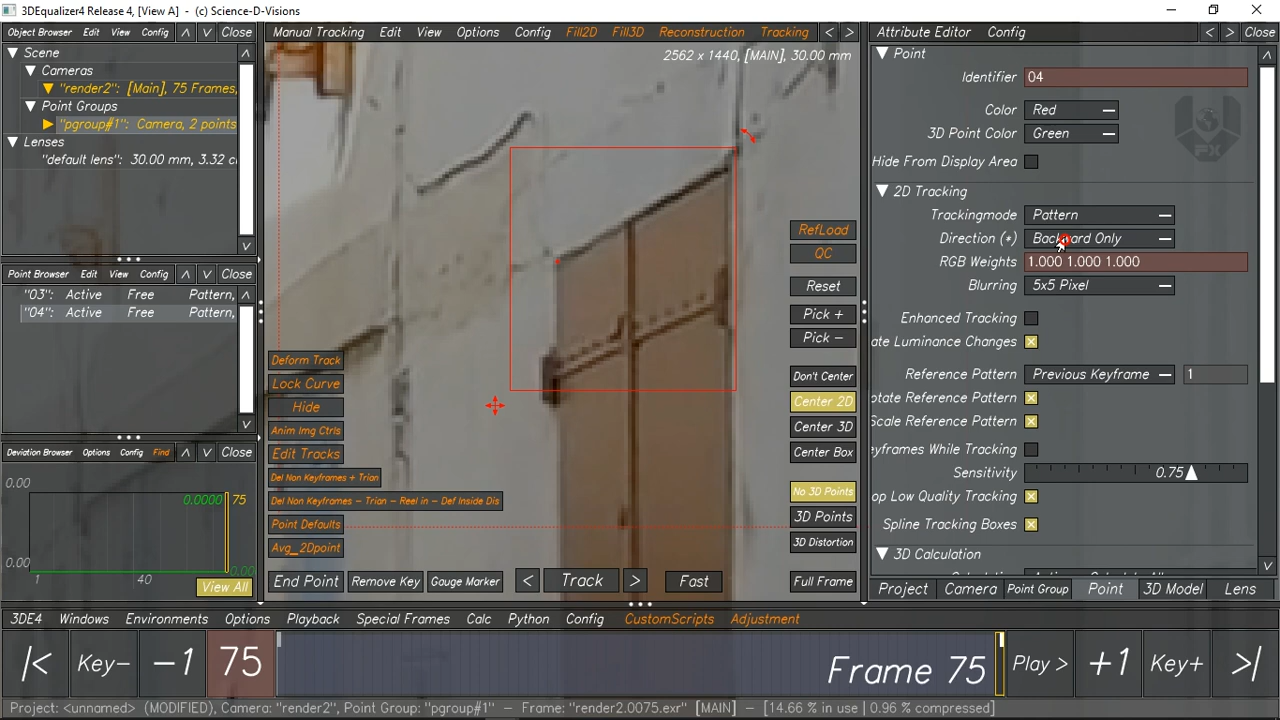 3DEqualizer4 Release 4, [View A] - (c) Science-D-Visions
Object Browser Edit View Config Close
Scene
Cameras
"render2": [Main], 75 Frames,
Point Groups
"pgroup#1": Camera, 2 points
Lenses
"default lens": 30.00 mm, 3.32 c
Point Browser Edit View Config Close
"03": Active Free Pattern,
"04": Active Free Pattern,
Deviation Browser Options Config Find Close
0.00
0.0000 75
0.00
0.00
1 40
View All
Manual Tracking Edit View Options Config Fill2D Fill3D Reconstruction Tracking < >
2562 x 1440, [MAIN], 30.00 mm
RefLoad
QC
Reset
Pick +
Pick -
Don't Center
Center 2D
Center 3D
Center Box
No 3D Points
3D Points
3D Distortion
Full Frame
Deform Track
Lock Curve
Hide
Anim Img Ctrls
Edit Tracks
Del Non Keyframes + Trian
Del Non Keyframes - Trian - Reel in - Def Inside Dis
Point Defaults
Avg_2Dpoint
End Point Remove Key Gauge Marker < Track > Fast
Attribute Editor Config < > Close
Point
Identifier 04
Color Red
3D Point Color Green
Hide From Display Area
2D Tracking
Trackingmode Pattern
Direction (*) Backward Only
RGB Weights 1.000 1.000 1.000
Blurring 5x5 Pixel
Enhanced Tracking
ate Luminance Changes
Reference Pattern Previous Keyframe 1
otate Reference Pattern
Scale Reference Pattern
eyframes While Tracking
Sensitivity 0.75
op Low Quality Tracking
Spline Tracking Boxes
3D Calculation
Project Camera Point Group Point 3D Model Lens
3DE4 Windows Environments Options Playback Special Frames Calc Python Config CustomScripts Adjustment
|< Key- -1 75 Frame 75 Play > +1 Key+ >|
Project: <unnamed> (MODIFIED), Camera: "render2", Point Group: "pgroup#1" - Frame: "render2.0075.exr" [MAIN] - [14.66 % in use | 0.96 % compressed]